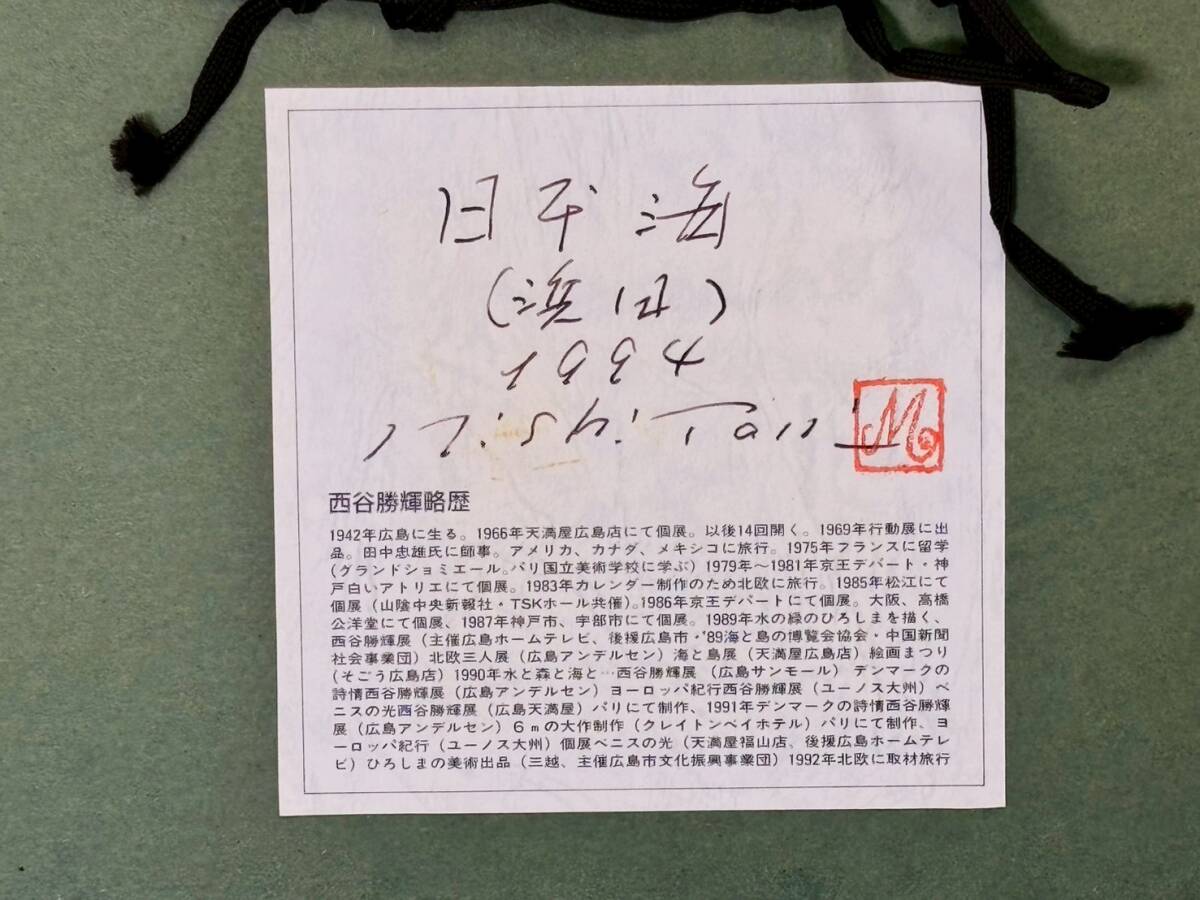 日本海
(浜田)
1994
NishiTani
M
西谷勝輝略歴
1942年広島に生る。1966年天満屋広島店にて個展。以後14回開く。1969年行動展に出
品。田中忠雄氏に師事。アメリカ、カナダ、メキシコに旅行。1975年フランスに留学
(グランドショミエール。パリ国立美術学校に学ぶ) 1979年〜1981年京王デパート・神
戸白いアトリエにて個展。1983年カレンダー制作のため北欧に旅行。1985年松江にて
個展 (山陰中央新報社・TSKホール共催)。1986年京王デパートにて個展。大阪、高橋
公洋堂にて個展、1987年神戸市、宇部市にて個展。1989年水の緑のひろしまを描く、
西谷勝輝展 (主催広島ホームテレビ、後援広島市・'89海と島の博覧会協会・中国新聞
社会事業団) 北欧三人展 (広島アンデルセン) 海と島展 (天満屋広島店) 絵画まつり
(そごう広島店) 1990年水と森と海と…西谷勝輝展 (広島サンモール) デンマークの
詩情西谷勝輝展 (広島アンデルセン) ヨーロッパ紀行西谷勝輝展 (ユーノス大州) ベ
ニスの光西谷勝輝展 (広島天満屋) パリにて制作、1991年デンマークの詩情西谷勝輝
展 (広島アンデルセン) 6mの大作制作 (クレイトンベイホテル) パリにて制作、ヨ
ーロッパ紀行 (ユーノス大州) 個展ベニスの光 (天満屋福山店、後援広島ホームテレ
ビ) ひろしまの美術出品 (三越、主催広島市文化振興事業団) 1992年北欧に取材旅行